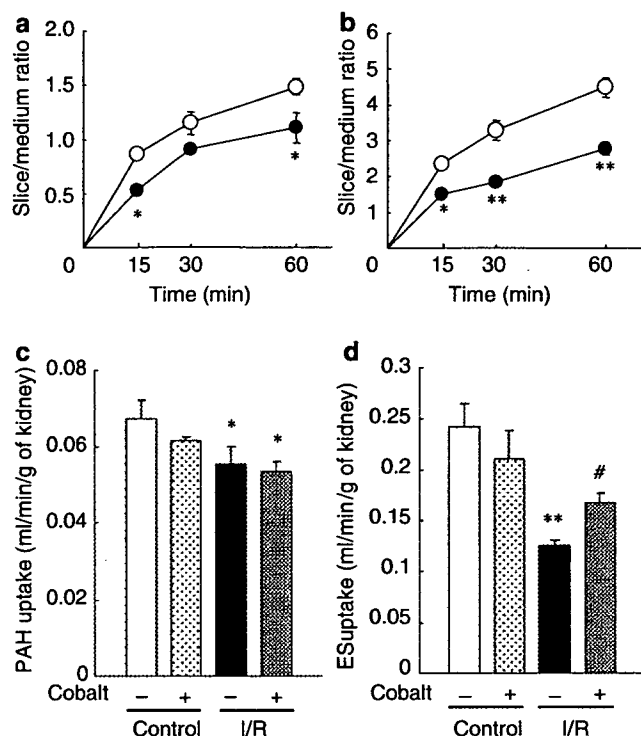 a
Slice/medium ratio
2.0
1.5
1.0
0.5
0
* *
15 30 60
Time (min)
b
Slice/medium ratio
6
5
4
3
2
1
0
* ** **
15 30 60
Time (min)
c
PAH uptake (ml/min/g of kidney)
0.08
0.06
0.04
0.02
0
* *
Cobalt − + − +
Control I/R
d
ESuptake (ml/min/g of kidney)
0.3
0.25
0.2
0.15
0.1
0.05
0
** #
Cobalt − + − +
Control I/R